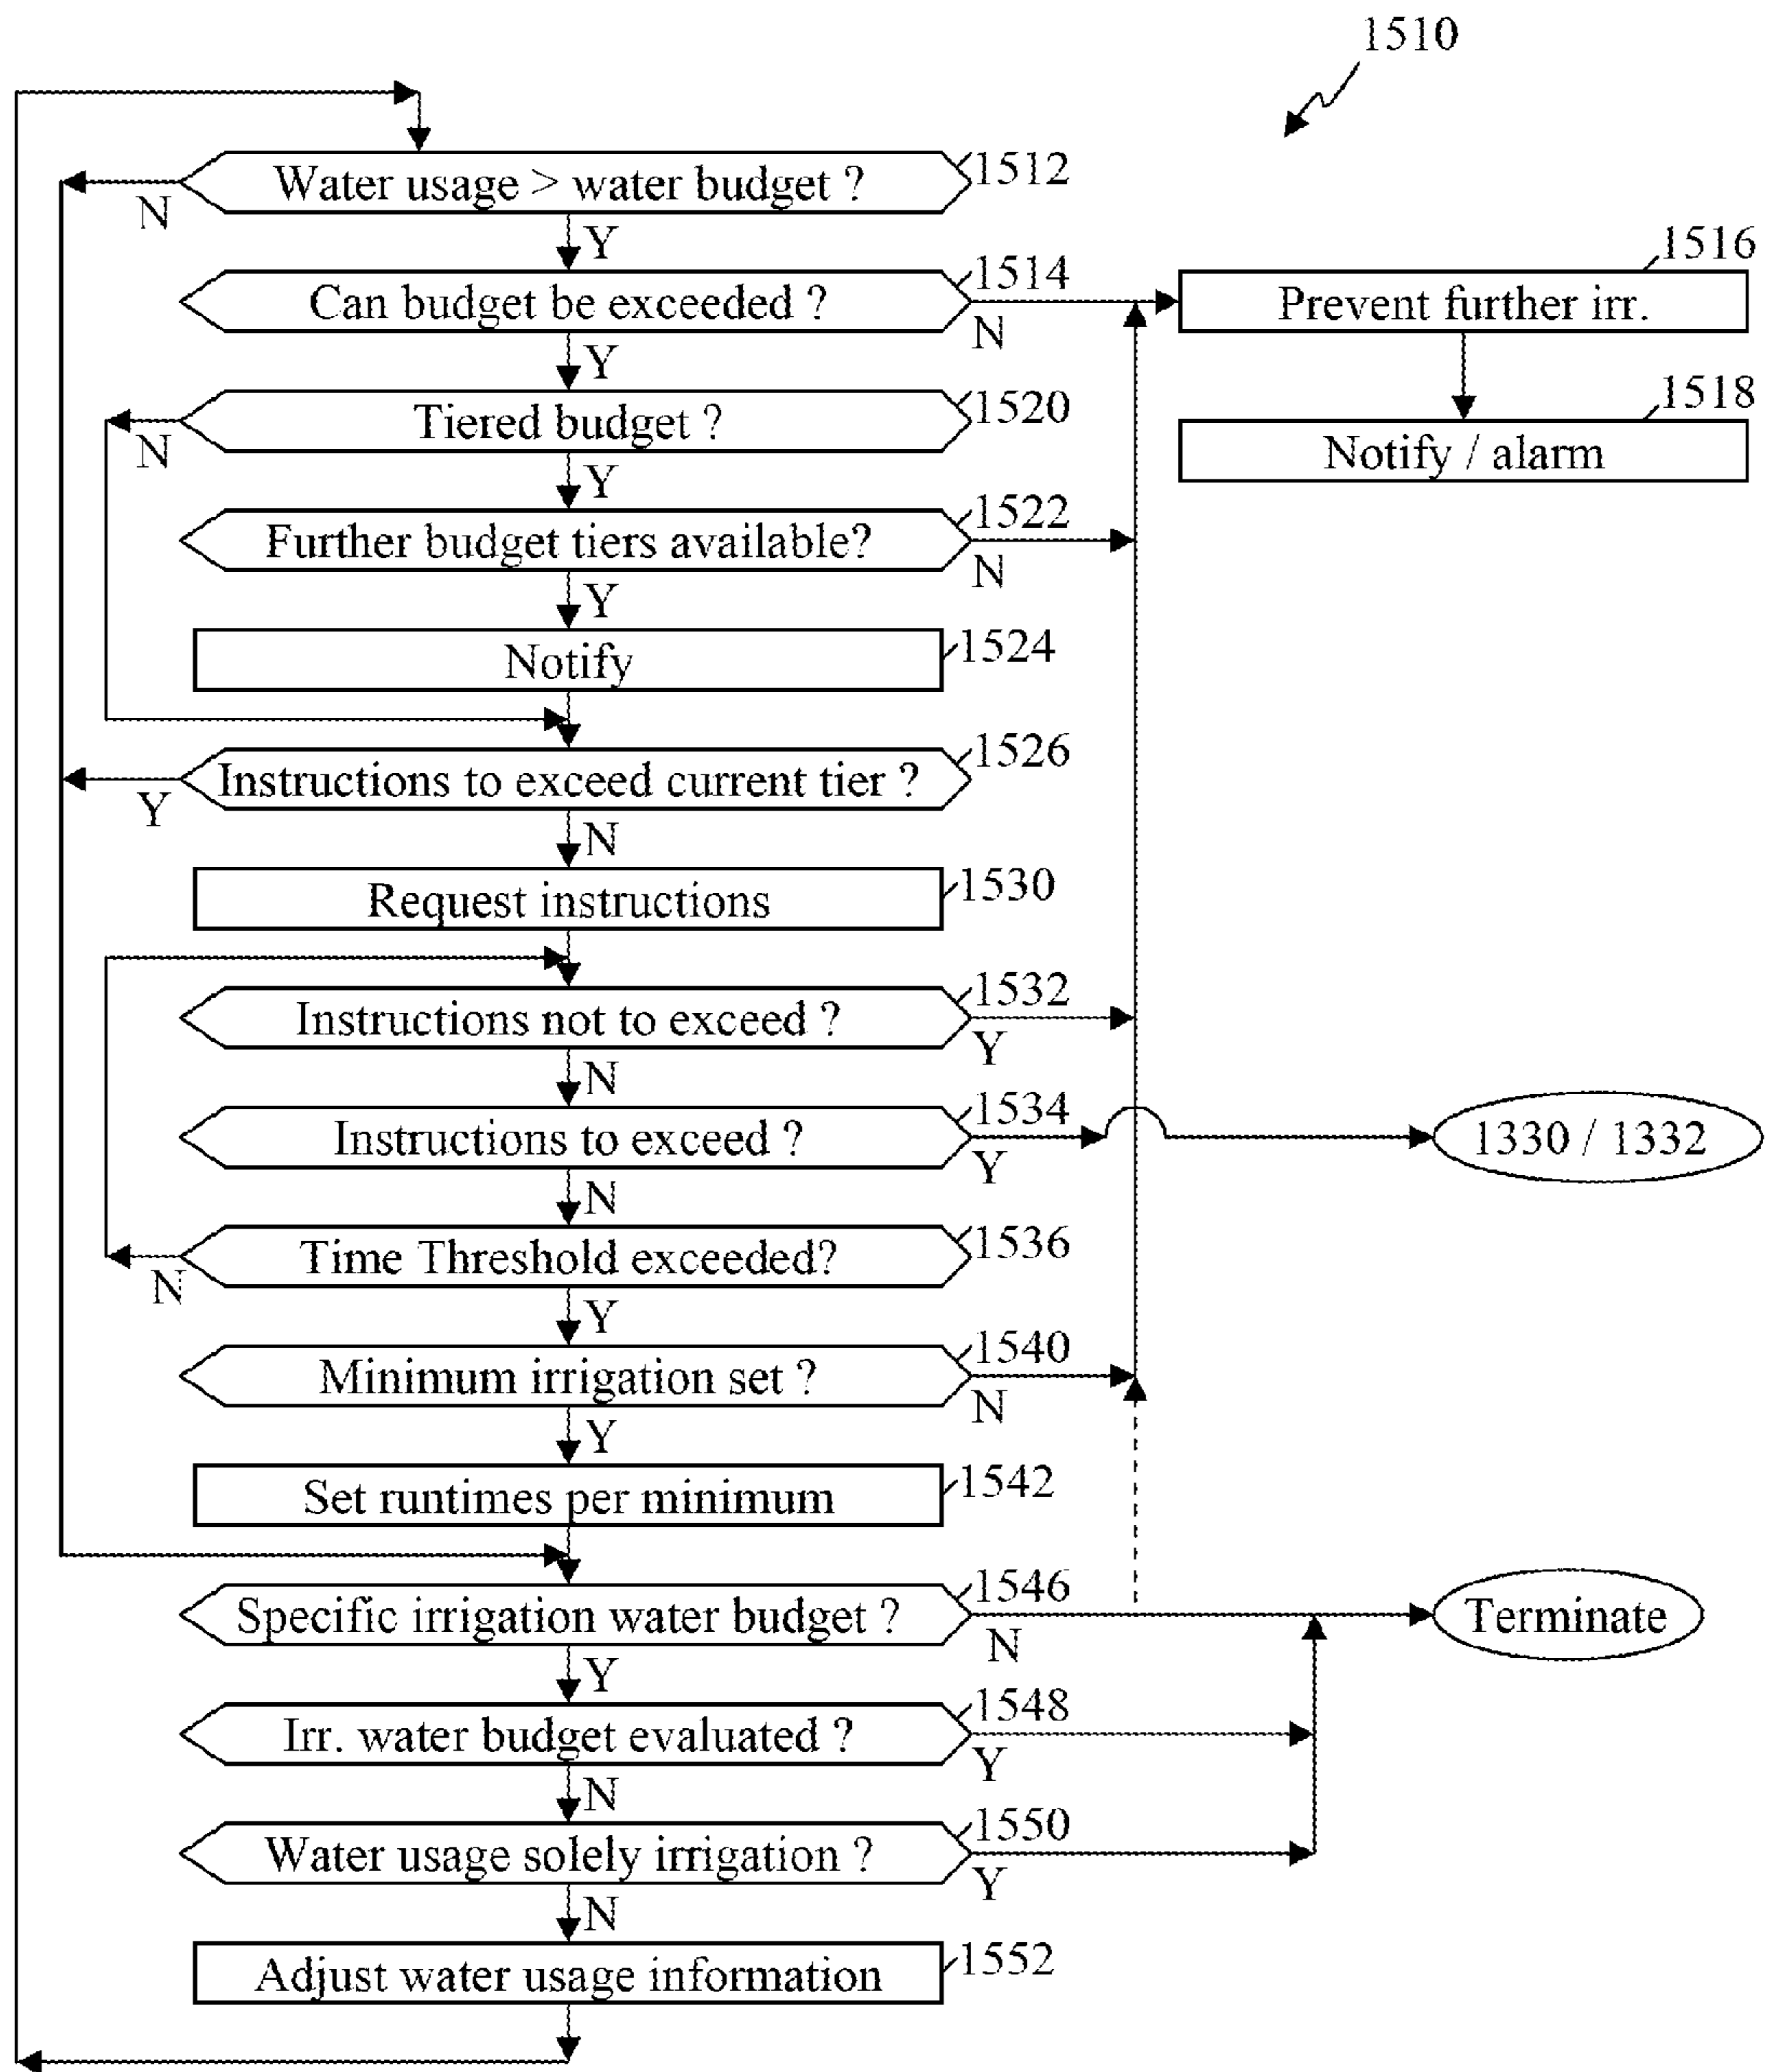 1510
Water usage > water budget ?
1512
N
Y
Can budget be exceeded ?
1514
N
Y
1516
Prevent further irr.
1518
Notify / alarm
Tiered budget ?
1520
N
Y
Further budget tiers available?
1522
N
Y
Notify
1524
Instructions to exceed current tier ?
1526
Y
N
Request instructions
1530
Instructions not to exceed ?
1532
Y
N
Instructions to exceed ?
1534
Y
N
1330 / 1332
Time Threshold exceeded?
1536
N
Y
Minimum irrigation set ?
1540
N
Y
Set runtimes per minimum
1542
Specific irrigation water budget ?
1546
N
Y
Terminate
Irr. water budget evaluated ?
1548
Y
N
Water usage solely irrigation ?
1550
Y
N
Adjust water usage information
1552